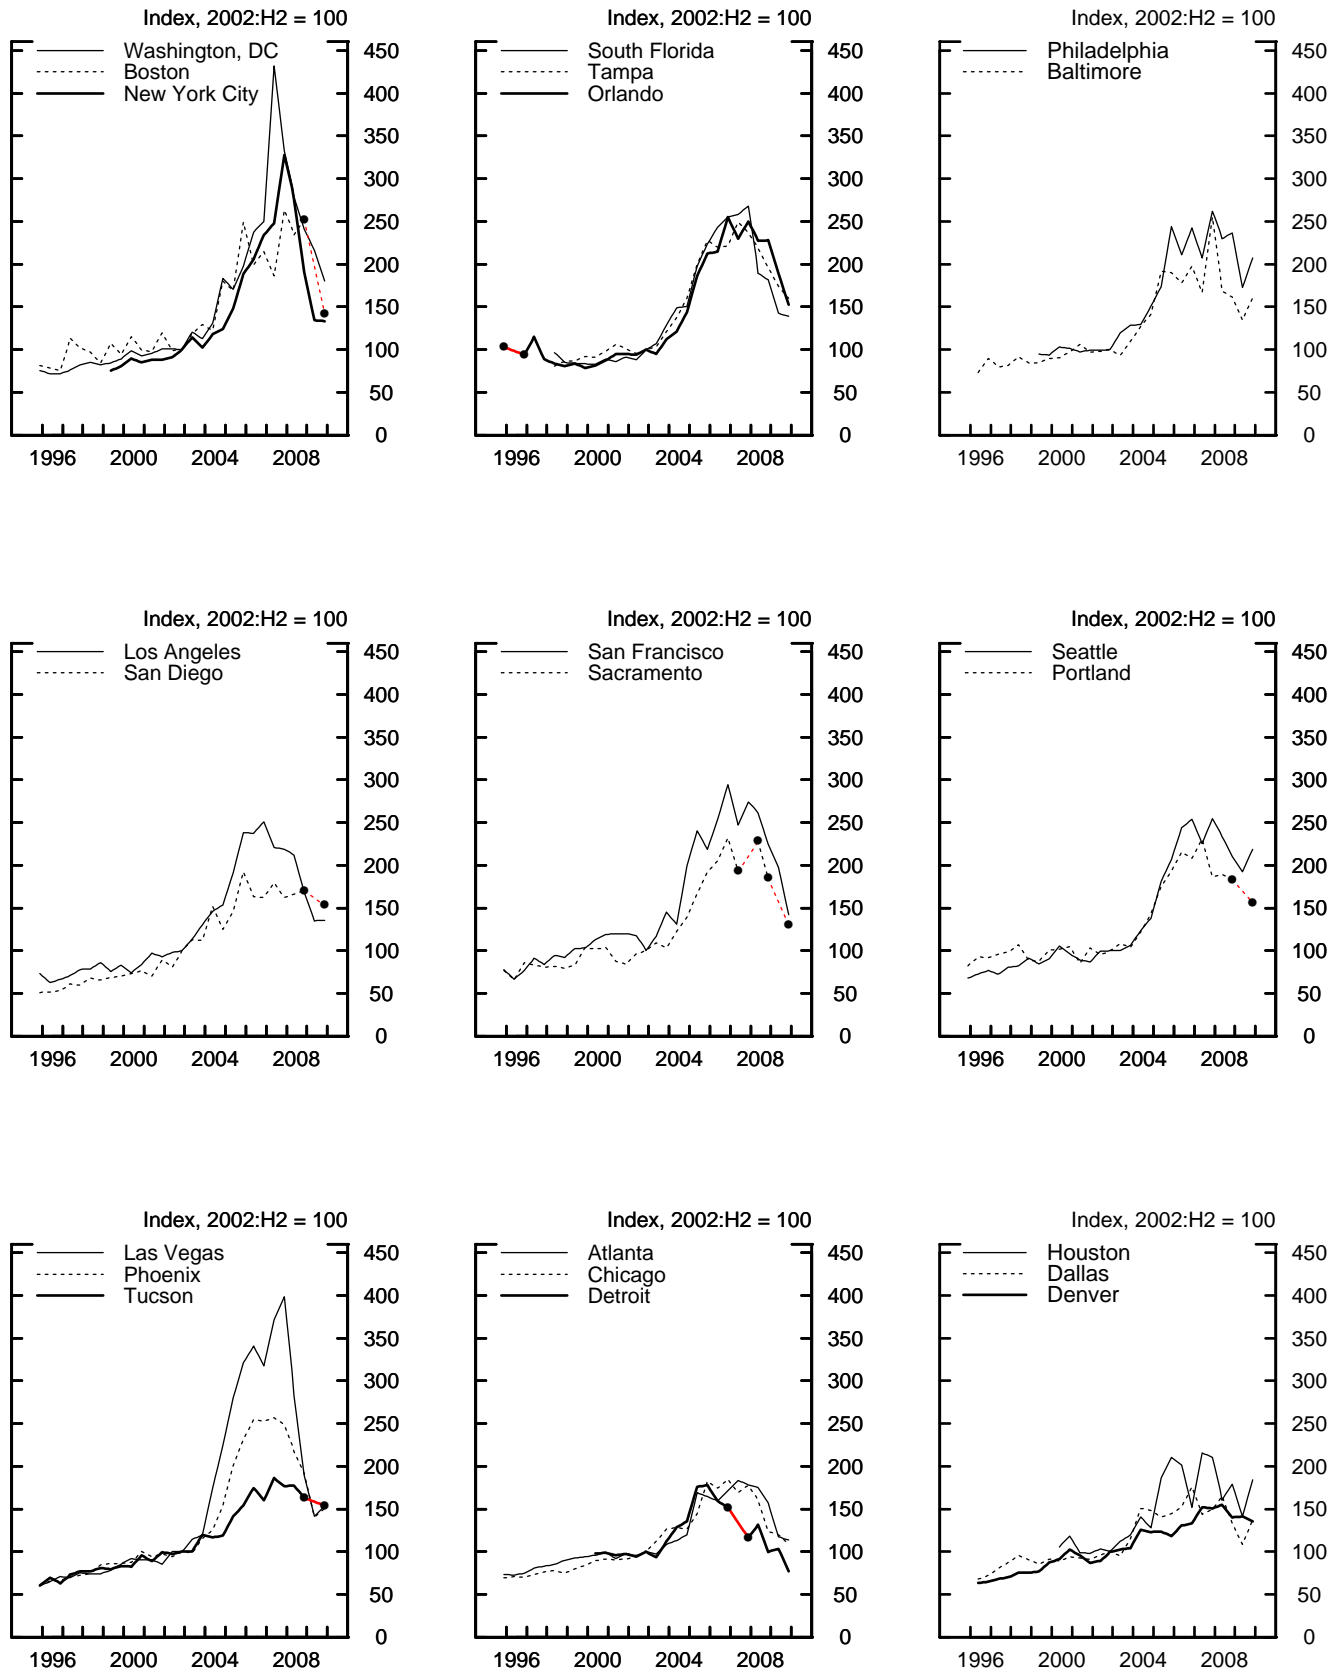 Index, 2002:H2 = 100
Washington, DC
Boston
New York City
450
400
350
300
250
200
150
100
50
0
1996 2000 2004 2008
Index, 2002:H2 = 100
South Florida
Tampa
Orlando
450
400
350
300
250
200
150
100
50
0
1996 2000 2004 2008
Index, 2002:H2 = 100
Philadelphia
Baltimore
450
400
350
300
250
200
150
100
50
0
1996 2000 2004 2008
Index, 2002:H2 = 100
Los Angeles
San Diego
450
400
350
300
250
200
150
100
50
0
1996 2000 2004 2008
Index, 2002:H2 = 100
San Francisco
Sacramento
450
400
350
300
250
200
150
100
50
0
1996 2000 2004 2008
Index, 2002:H2 = 100
Seattle
Portland
450
400
350
300
250
200
150
100
50
0
1996 2000 2004 2008
Index, 2002:H2 = 100
Las Vegas
Phoenix
Tucson
450
400
350
300
250
200
150
100
50
0
1996 2000 2004 2008
Index, 2002:H2 = 100
Atlanta
Chicago
Detroit
450
400
350
300
250
200
150
100
50
0
1996 2000 2004 2008
Index, 2002:H2 = 100
Houston
Dallas
Denver
450
400
350
300
250
200
150
100
50
0
1996 2000 2004 2008